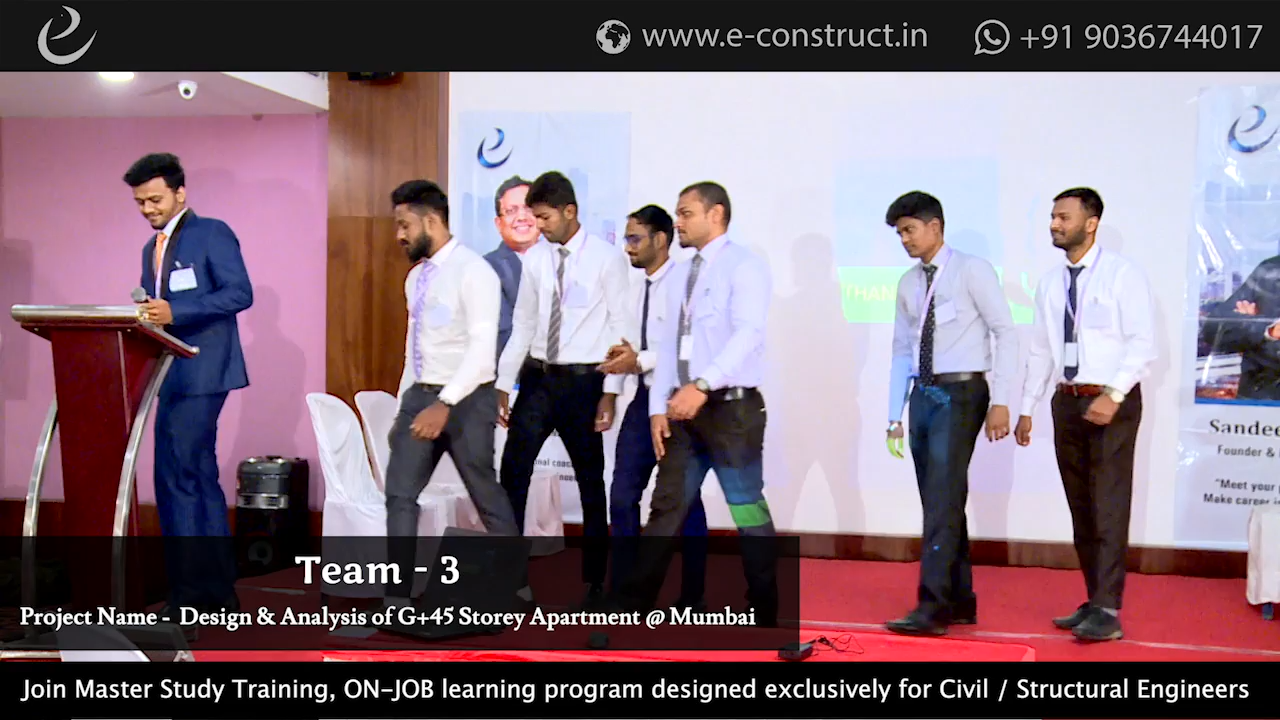 www.e-construct.in
+91 9036744017
THAN
Sandee
Founder &
"Meet your
Make career
Team - 3
Project Name - Design & Analysis of G+45 Storey Apartment @ Mumbai
Join Master Study Training, ON-JOB learning program designed exclusively for Civil / Structural Engineers